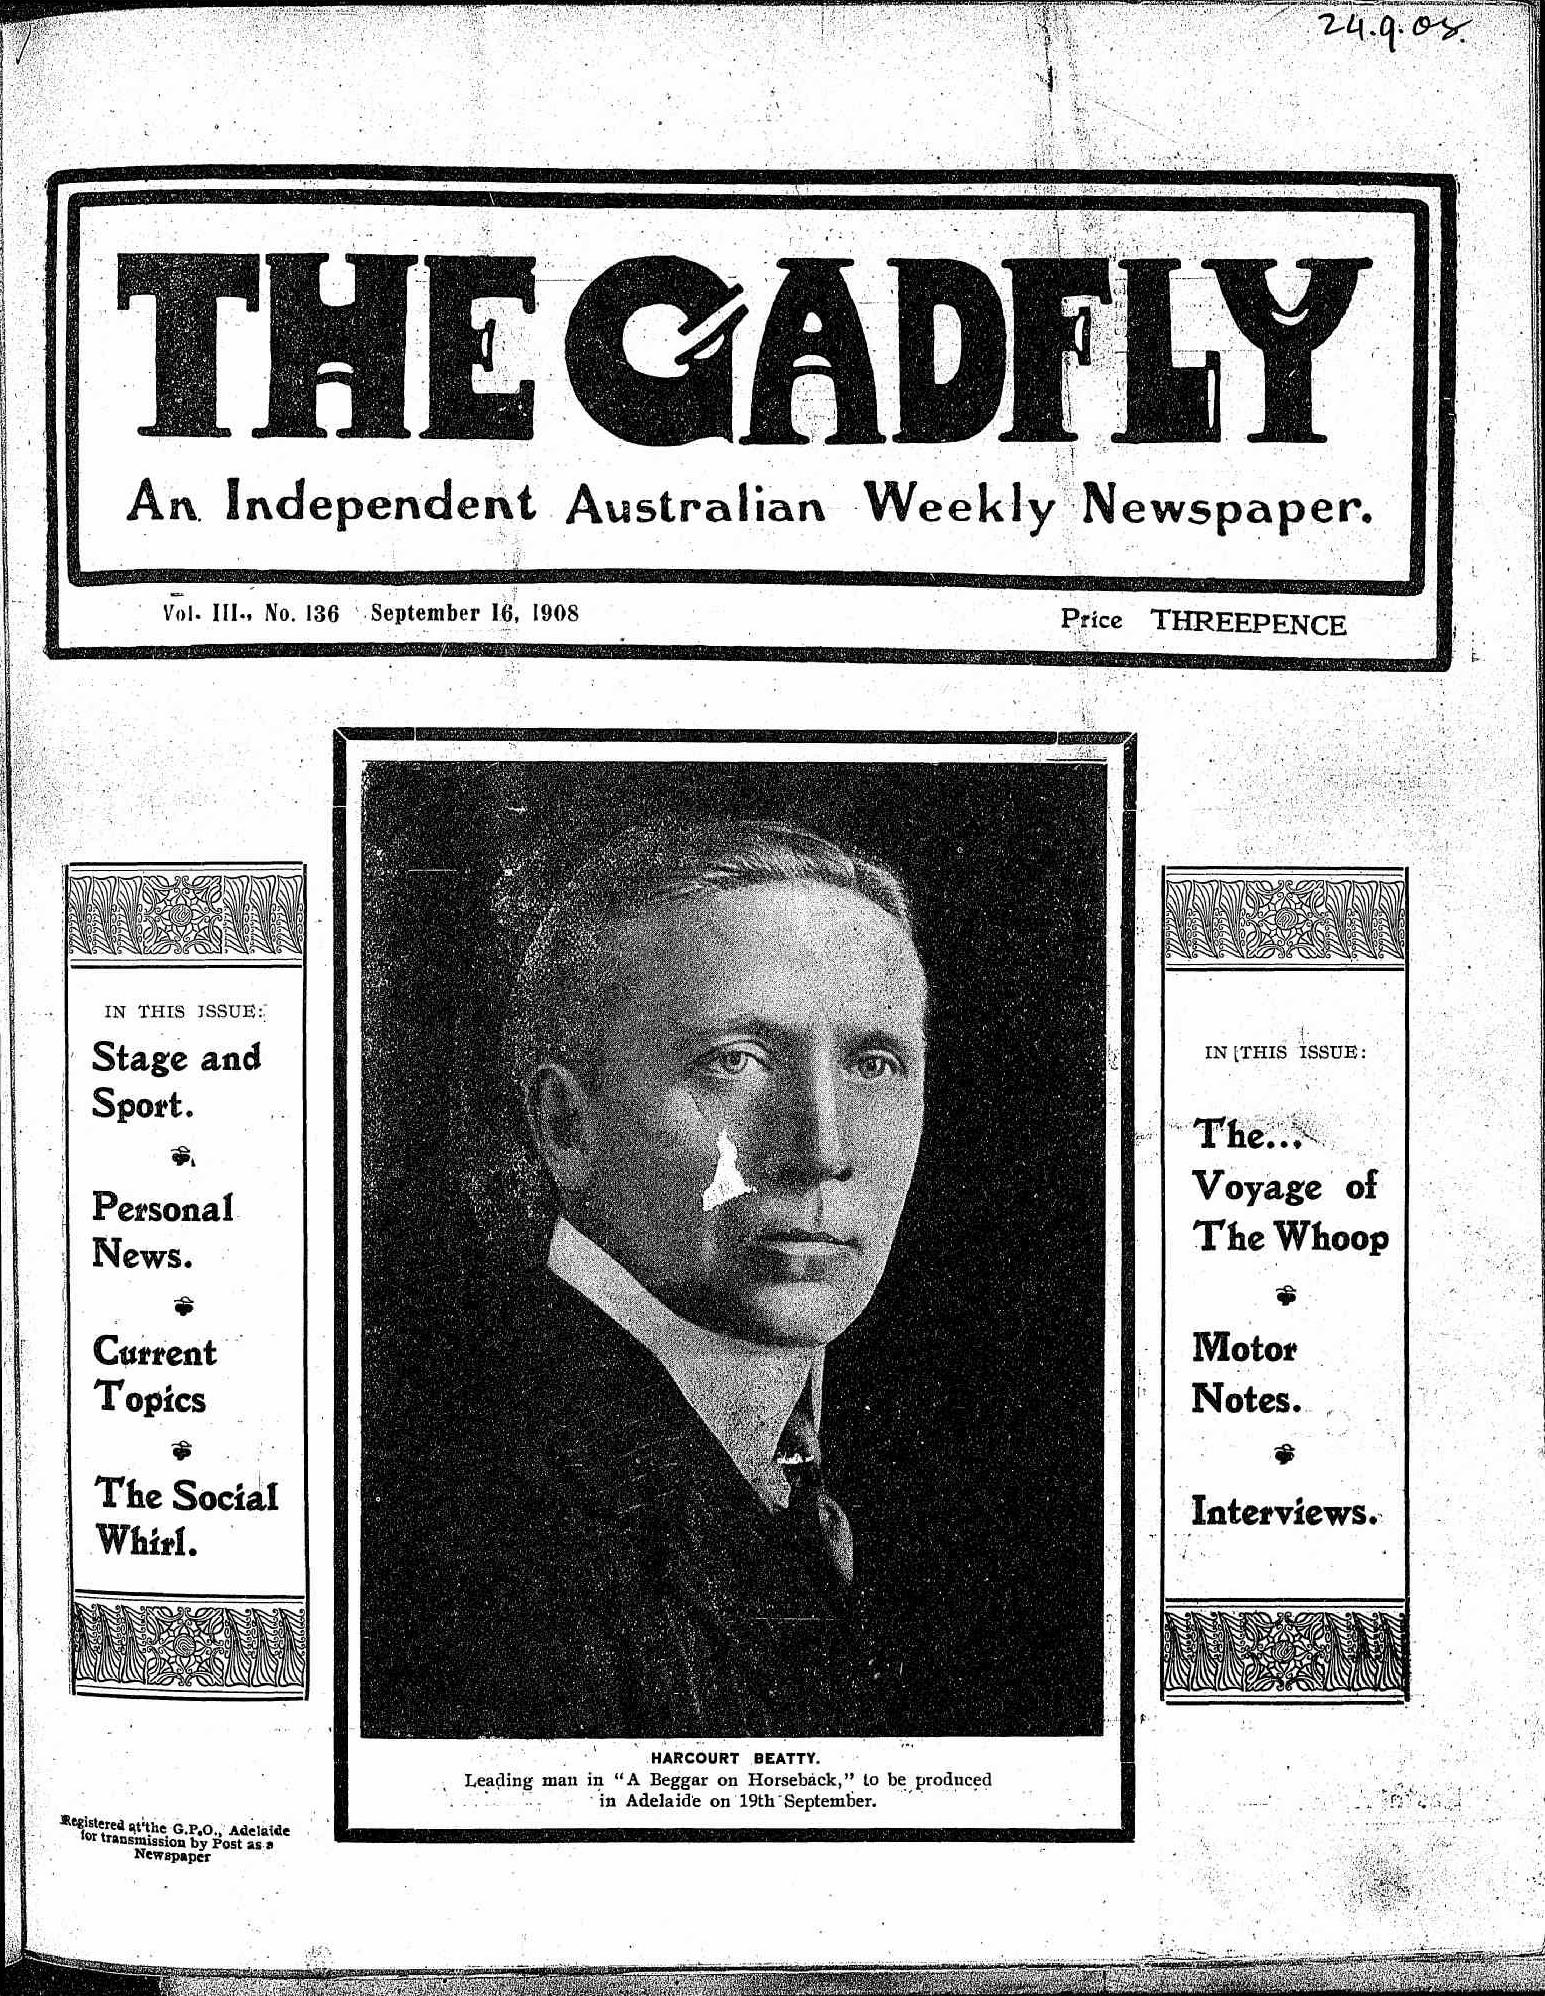 24.9.08.
THE GADFLY
An Independent Australian Weekly Newspaper.
Vol. III., No. 136 September 16, 1908
Price THREEPENCE
IN THIS ISSUE:
Stage and
Sport.
Personal
News.
Current
Topics
The Social
Whirl.
IN THIS ISSUE:
The...
Voyage of
The Whoop
Motor
Notes.
Interviews.
HARCOURT BEATTY.
Leading man in “A Beggar on Horseback,” to be produced
in Adelaide on 19th September.
Registered at the G.P.O., Adelaide
for transmission by Post as a
Newspaper